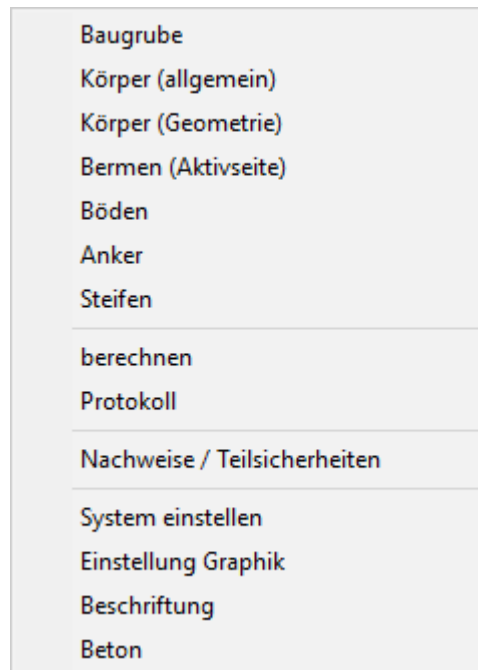 Baugrube
Körper (allgemein)
Körper (Geometrie)
Bermen (Aktivseite)
Böden
Anker
Steifen
berechnen
Protokoll
Nachweise / Teilsicherheiten
System einstellen
Einstellung Graphik
Beschriftung
Beton